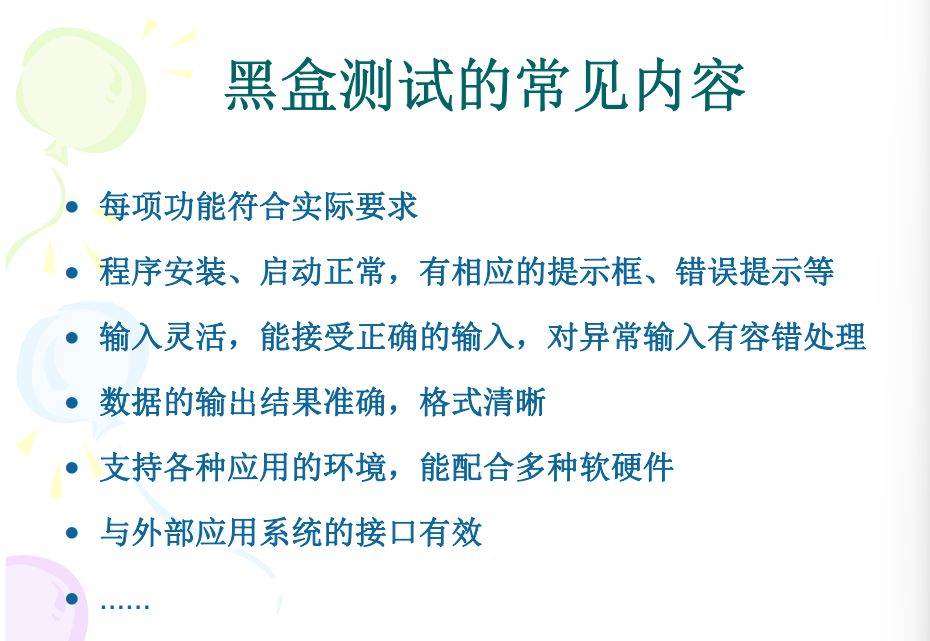 黑盒测试的常见内容
• 每项功能符合实际要求
• 程序安装、启动正常，有相应的提示框、错误提示等
• 输入灵活，能接受正确的输入，对异常输入有容错处理
• 数据的输出结果准确，格式清晰
• 支持各种应用的环境，能配合多种软硬件
• 与外部应用系统的接口有效
• ……